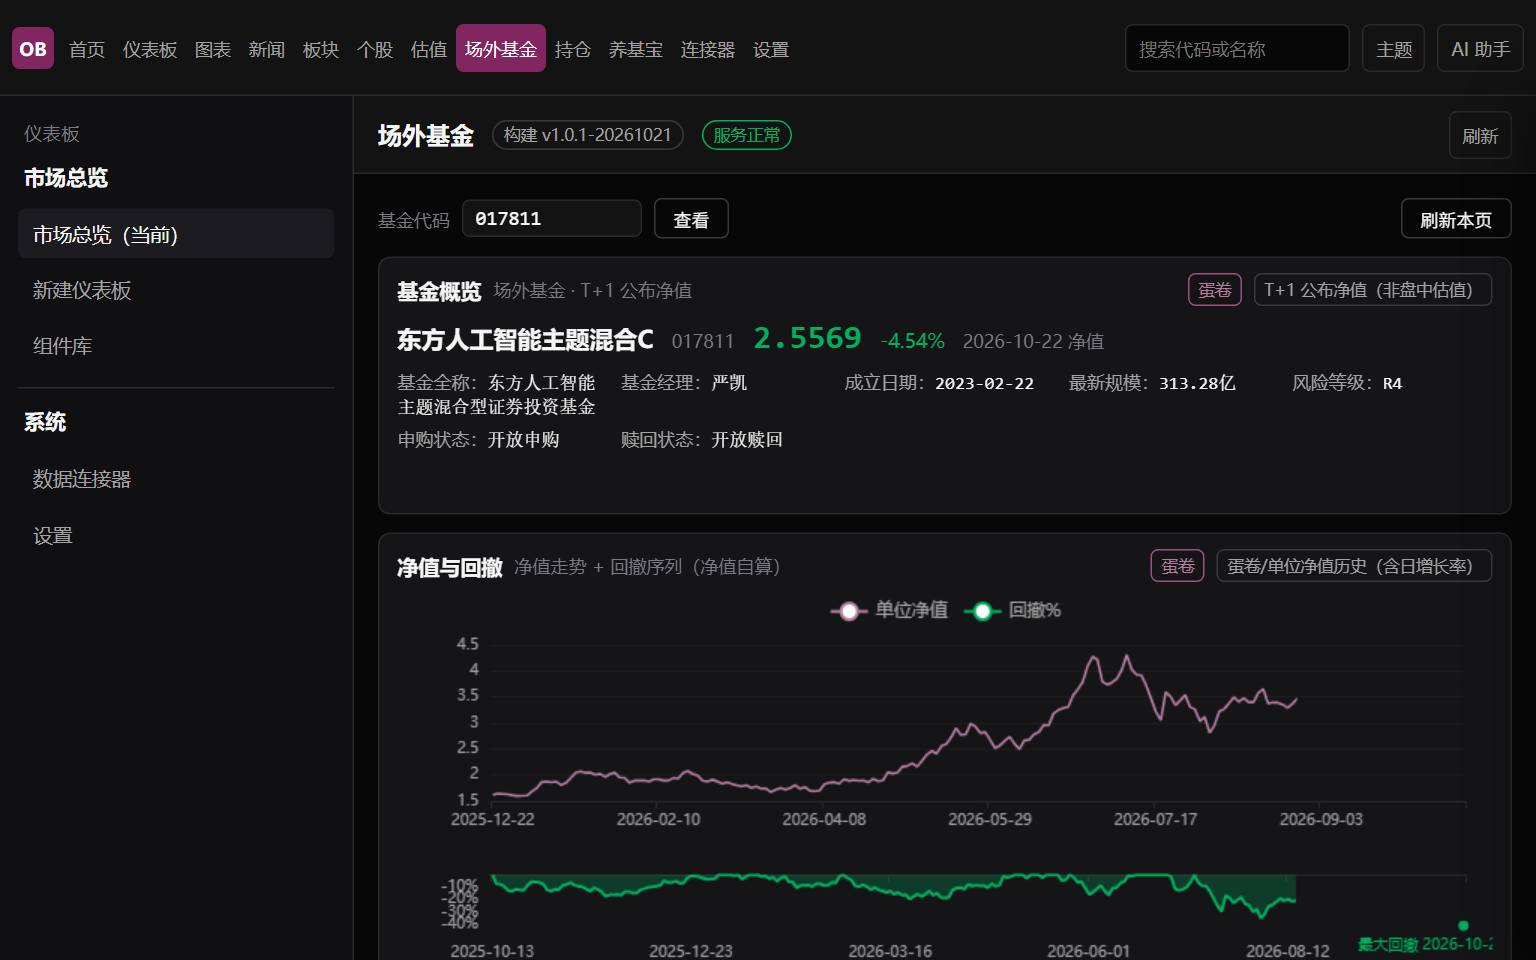 OB 首页 仪表板 图表 新闻 板块 个股 估值 场外基金 持仓 养基宝 连接器 设置 搜索代码或名称 主题 AI 助手
仪表板
市场总览
市场总览（当前）
新建仪表板
组件库
系统
数据连接器
设置
场外基金 构建 v1.0.1-20261021 服务正常 刷新
基金代码 017811 查看 刷新本页
基金概览 场外基金 · T+1 公布净值 蛋卷 T+1 公布净值（非盘中估值）
东方人工智能主题混合C 017811 2.5569 -4.54% 2026-10-22 净值
基金全称：东方人工智能主题混合型证券投资基金 基金经理：严凯 成立日期：2023-02-22 最新规模：313.28亿 风险等级：R4
申购状态：开放申购 赎回状态：开放赎回
净值与回撤 净值走势 + 回撤序列（净值自算） 蛋卷 蛋卷/单位净值历史（含日增长率）
单位净值 回撤%
4.5
4
3.5
3
2.5
2
1.5
2025-12-22 2026-02-10 2026-04-08 2026-05-29 2026-07-17 2026-09-03
-10%
-20%
-30%
-40%
2025-10-13 2025-12-23 2026-03-16 2026-06-01 2026-08-12
最大回撤 2026-10-2